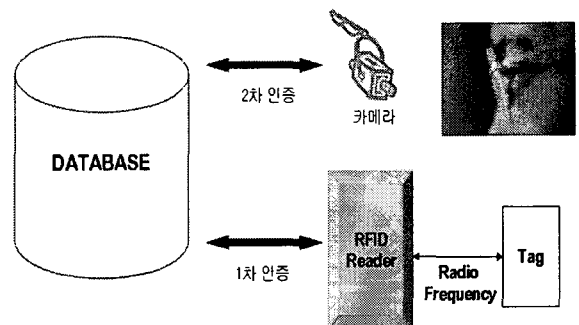 2차 인증
카메라
DATABASE
RFID
Reader
Tag
1차 인증
Radio
Frequency